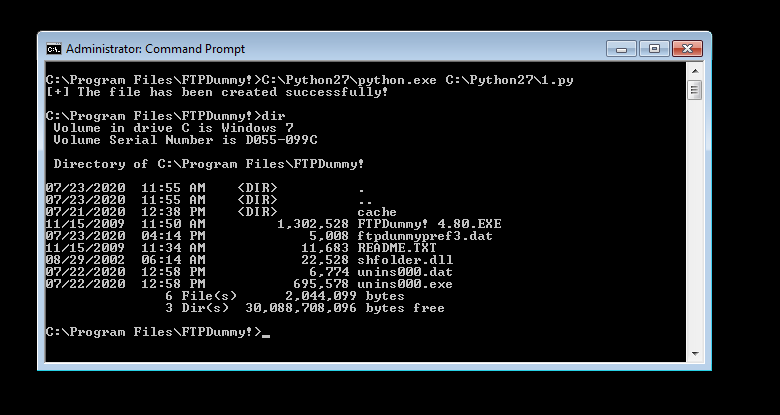 Administrator: Command Prompt
C:\Program Files\FTPDummy!>C:\Python27\python.exe C:\Python27\1.py
[+] The file has been created successfully!
C:\Program Files\FTPDummy!>dir
Volume in drive C is Windows 7
Volume Serial Number is D055-099C
Directory of C:\Program Files\FTPDummy!
07/23/2020  11:55 AM    <DIR>          .
07/23/2020  11:55 AM    <DIR>          ..
07/21/2020  12:38 PM    <DIR>          cache
11/15/2009  11:50 AM         1,302,528 FTPDummy! 4.80.EXE
07/23/2020  04:14 PM             5,008 ftpdummypref3.dat
11/15/2009  11:34 AM            11,683 README.TXT
08/29/2002  06:14 AM            22,528 shfolder.dll
07/22/2020  12:58 PM             6,774 unins000.dat
07/22/2020  12:58 PM           695,578 unins000.exe
6 File(s)      2,044,099 bytes
3 Dir(s)  30,088,708,096 bytes free
C:\Program Files\FTPDummy!>_